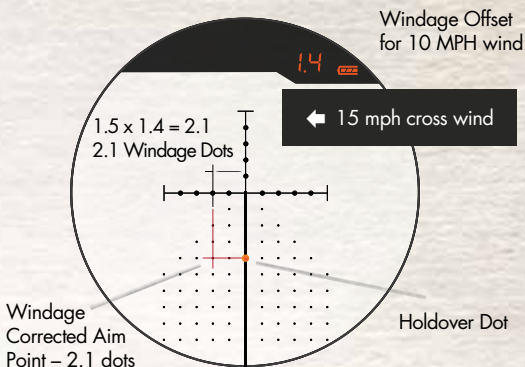 Windage Offset
for 10 MPH wind
1.4
15 mph cross wind
1.5 x 1.4 = 2.1
2.1 Windage Dots
Holdover Dot
Windage
Corrected Aim
Point – 2.1 dots